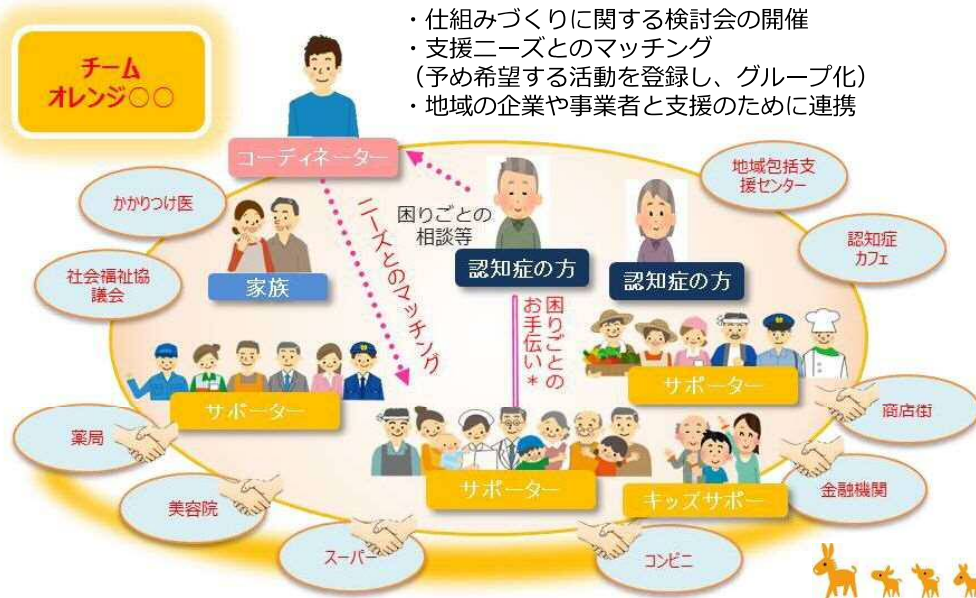 チーム
オレンジ○○
・仕組みづくりに関する検討会の開催
・支援ニーズとのマッチング
（予め希望する活動を登録し、グループ化）
・地域の企業や事業者と支援のために連携
コーディネーター
地域包括支
援センター
かかりつけ医
困りごとの
相談等
ニーズとのマッチング
認知症
カフェ
社会福祉協
議会
家族
認知症の方
認知症の方
困りごとの
お手伝い*
サポーター
サポーター
薬局
商店街
サポーター
キッズサポー
金融機関
美容院
スーパー
コンビニ